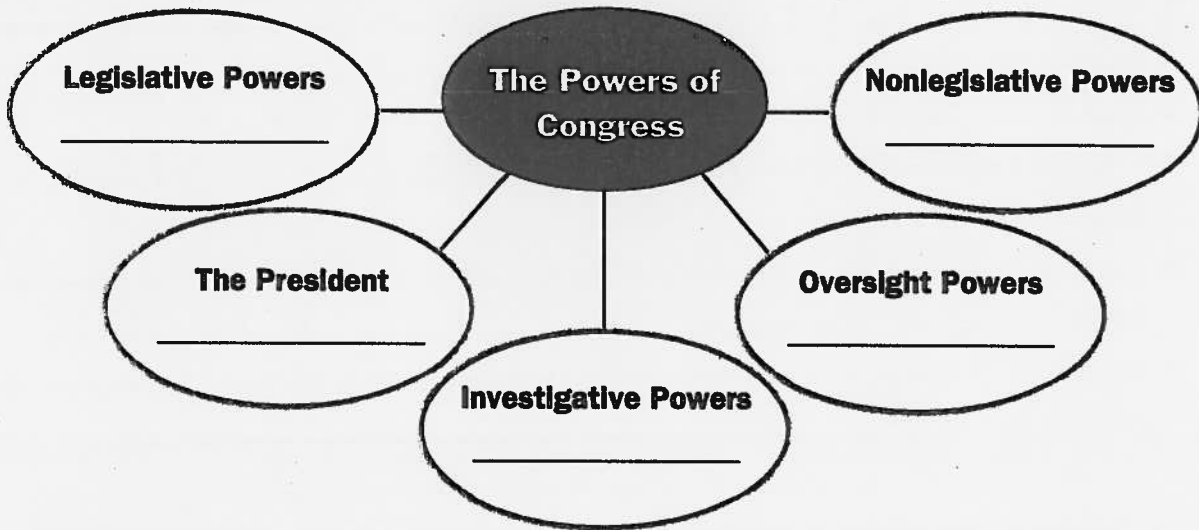 The Powers of
Congress
Legislative Powers
Nonlegislative Powers
The President
Oversight Powers
Investigative Powers